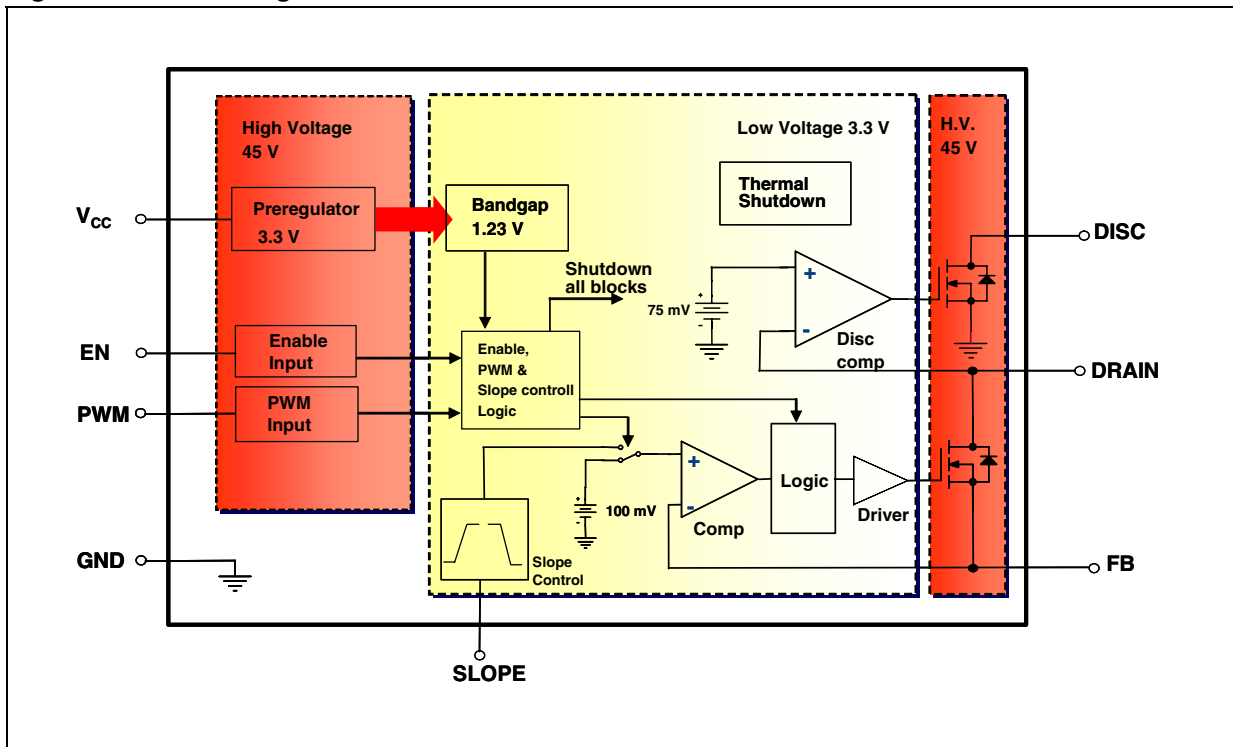 High Voltage
45 V
Low Voltage 3.3 V
H.V.
45 V
Thermal
Shutdown
VCC
Preregulator
3.3 V
Bandgap
1.23 V
DISC
Shutdown
all blocks
+
75 mV
-
+
-
Disc
comp
EN
Enable
Input
Enable,
PWM &
Slope controll
Logic
DRAIN
PWM
PWM
Input
+
100 mV
-
+
-
Comp
Logic
Driver
GND
Slope
Control
FB
SLOPE